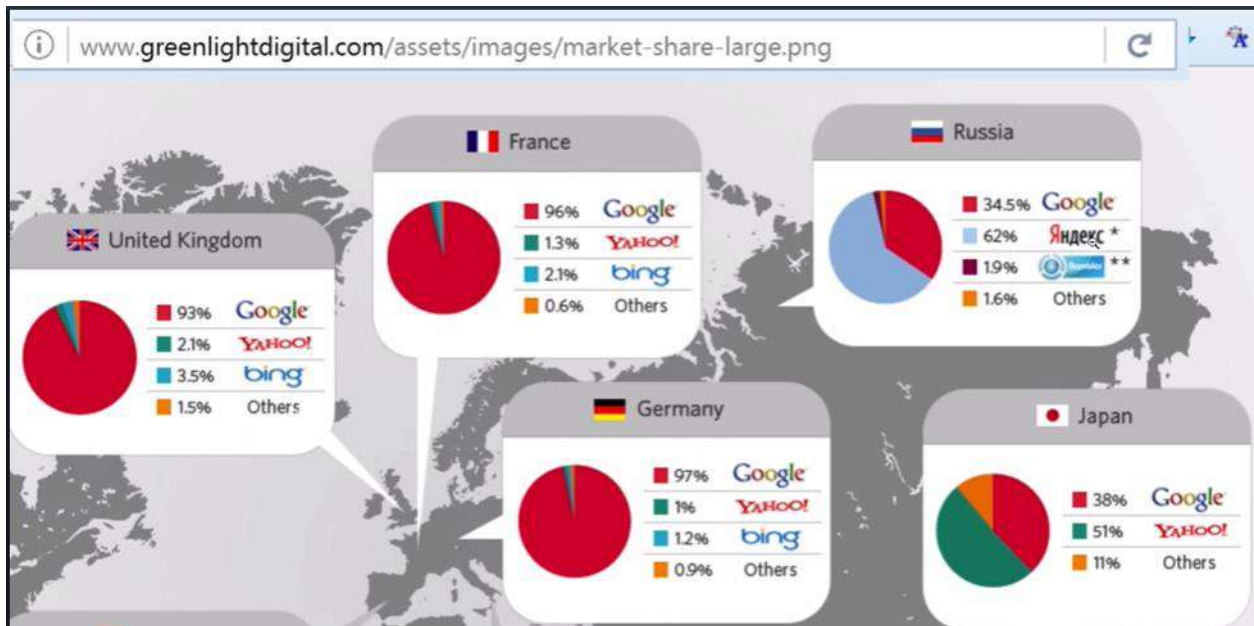 www.greenlightdigital.com/assets/images/market-share-large.png
France
96% Google
1.3% YAHOO!
2.1% bing
0.6% Others
Russia
34.5% Google
62% Яндекс *
1.9% Rambler **
1.6% Others
United Kingdom
93% Google
2.1% YAHOO!
3.5% bing
1.5% Others
Germany
97% Google
1% YAHOO!
1.2% bing
0.9% Others
Japan
38% Google
51% YAHOO!
11% Others